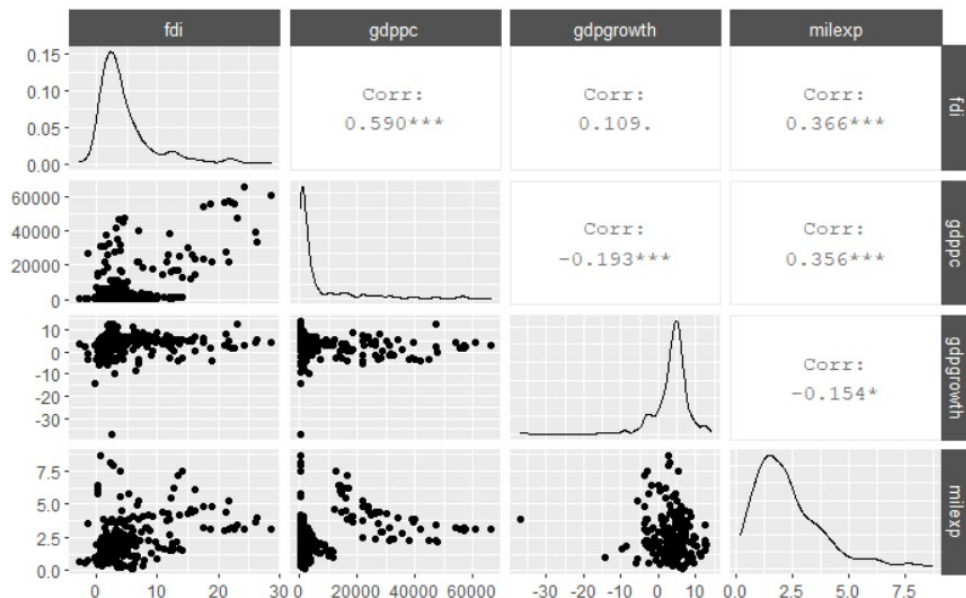 fdi gdppc gdpgrowth milexp
0.15
0.10
0.05
0.00
Corr:
0.590***
Corr:
0.109.
Corr:
0.366***
fdi
60000
40000
20000
0
Corr:
-0.193***
Corr:
0.356***
gdppc
10
0
-10
-20
-30
Corr:
-0.154*
gdpgrowth
7.5
5.0
2.5
0.0
milexp
0 10 20 30 0 20000 40000 60000 -30 -20 -10 0 10 0.0 2.5 5.0 7.5